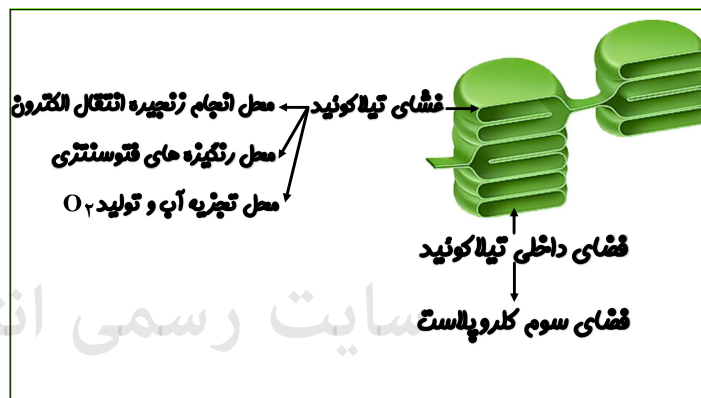 غشای تیلاکوئید
محل انجام زنجیره انتقال الکترون
محل رنگیزه های فتوسنتزی
محل تجزیه آب و تولید O۲
فضای داخلی تیلاکوئید
فضای سوم کلروپلاست
سایت رسمی